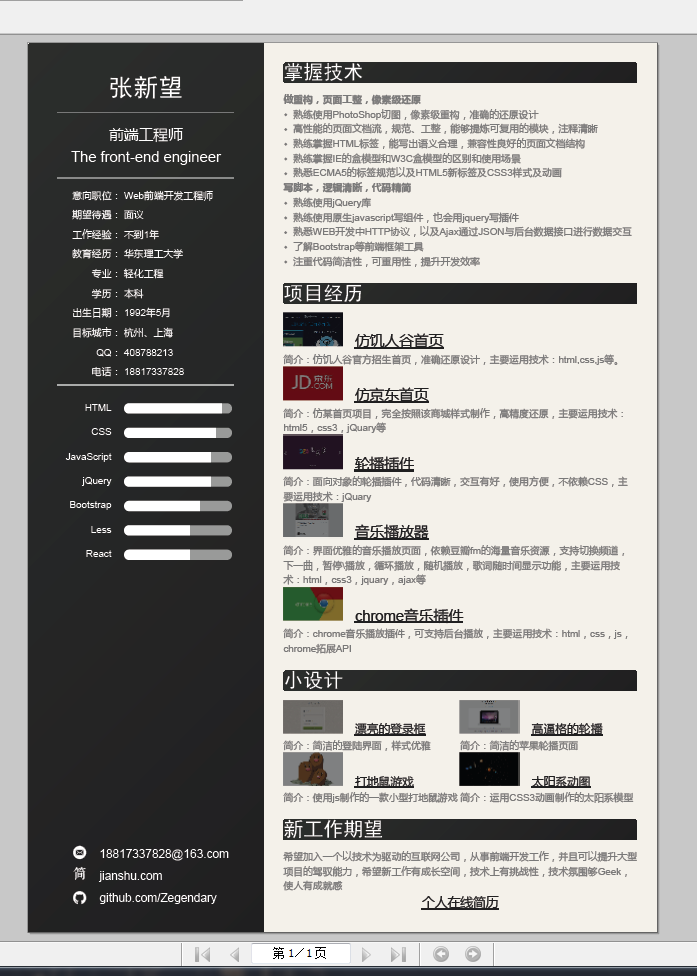 张新望
前端工程师
The front-end engineer
意向职位： Web前端开发工程师
期望待遇： 面议
工作经验： 不到1年
教育经历： 华东理工大学
专业： 轻化工程
学历： 本科
出生日期： 1992年5月
目标城市： 杭州、上海
QQ： 408788213
电话： 18817337828
HTML
CSS
JavaScript
jQuery
Bootstrap
Less
React
18817337828@163.com
简 jianshu.com
github.com/Zegendary
掌握技术
做重构，页面工整，像素级还原
• 熟练使用PhotoShop切图，像素级重构，准确的还原设计
• 高性能的页面文档流，规范、工整，能够提炼可复用的模块，注释清晰
• 熟练掌握HTML标签，能写出语义合理，兼容性良好的页面文档结构
• 熟练掌握IE的盒模型和W3C盒模型的区别和使用场景
• 熟悉ECMA5的标签规范以及HTML5新标签及CSS3样式及动画
写脚本，逻辑清晰，代码精简
• 熟练使用jQuery库
• 熟练使用原生javascript写组件，也会用jquery写插件
• 熟悉WEB开发中HTTP协议，以及Ajax通过JSON与后台数据接口进行数据交互
• 了解Bootstrap等前端框架工具
• 注重代码简洁性，可重用性，提升开发效率
项目经历
仿饥人谷首页
简介：仿饥人谷官方招生首页，准确还原设计，主要运用技术：html,css,js等。
JD 京东
.COM
仿京东首页
简介：仿某首页项目，完全按照该商城样式制作，高精度还原，主要运用技术：
html5，css3，jQuary等
轮播插件
简介：面向对象的轮播插件，代码清晰，交互有好，使用方便，不依赖CSS，主
要运用技术：jQuary
音乐播放器
简介：界面优雅的音乐播放页面，依赖豆瓣fm的海量音乐资源，支持切换频道，
下一曲，暂停\播放，循环播放，随机播放，歌词随时间显示功能，主要运用技
术：html，css3，jquary，ajax等
chrome音乐插件
简介：chrome音乐播放插件，可支持后台播放，主要运用技术：html，css，js，
chrome拓展API
小设计
漂亮的登录框 高逼格的轮播
简介：简洁的登陆界面，样式优雅 简介：简洁的苹果轮播页面
打地鼠游戏 太阳系动图
简介：使用js制作的一款小型打地鼠游戏 简介：运用CSS3动画制作的太阳系模型
新工作期望
希望加入一个以技术为驱动的互联网公司，从事前端开发工作，并且可以提升大型
项目的驾驭能力，希望新工作有成长空间，技术上有挑战性，技术氛围够Geek，
使人有成就感
个人在线简历
第 1/1 页